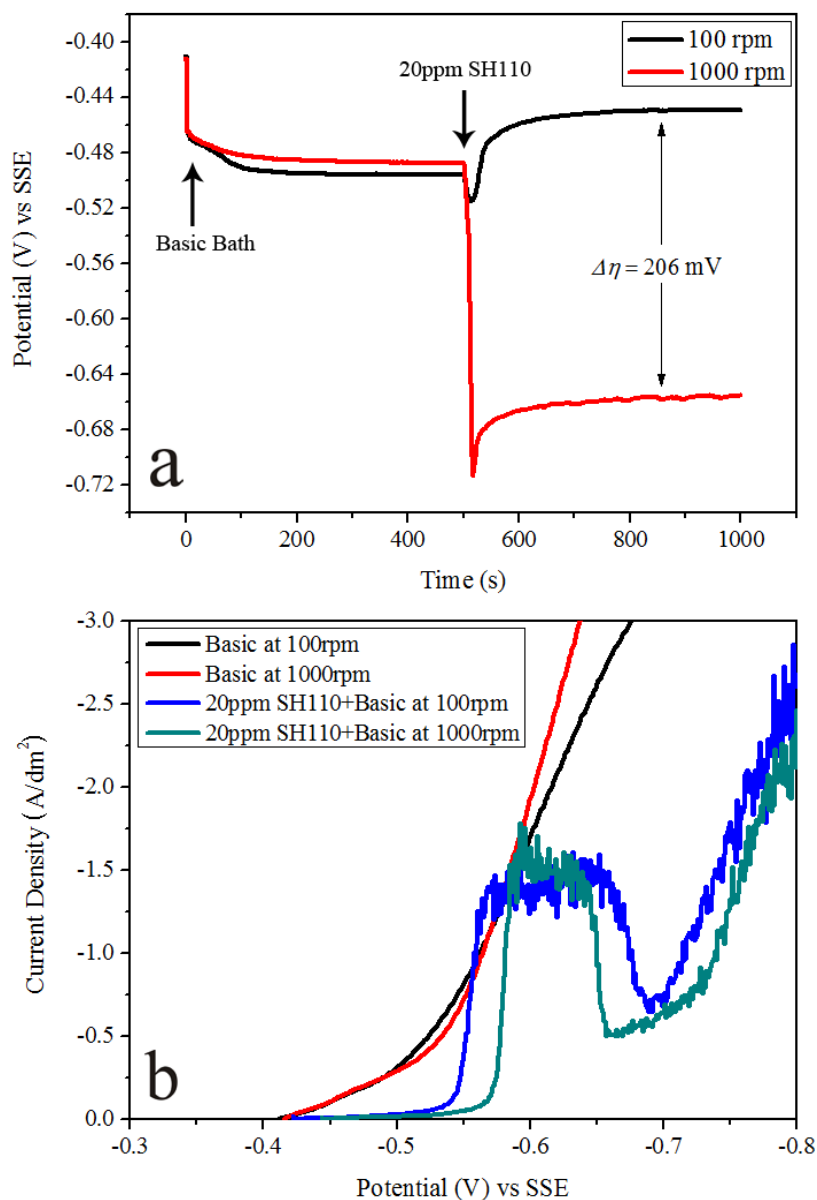 a
-0.40
-0.44
-0.48
-0.52
-0.56
-0.60
-0.64
-0.68
-0.72
Potential (V) vs SSE
100 rpm
1000 rpm
20ppm SH110
Basic Bath
Δη = 206 mV
0
200
400
600
800
1000
Time (s)
b
-3.0
-2.5
-2.0
-1.5
-1.0
-0.5
0.0
Current Density (A/dm²)
Basic at 100rpm
Basic at 1000rpm
20ppm SH110+Basic at 100rpm
20ppm SH110+Basic at 1000rpm
-0.3
-0.4
-0.5
-0.6
-0.7
-0.8
Potential (V) vs SSE